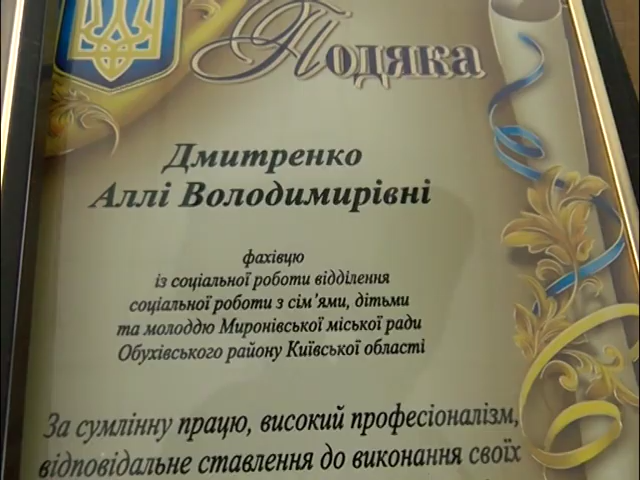 Подяка
Дмитренко
Аллі Володимирівні
фахівцю
із соціальної роботи відділення
соціальної роботи з сім'ями, дітьми
та молоддю Миронівської міської ради
Обухівського району Київської області
За сумлінну працю, високий професіоналізм,
відповідальне ставлення до виконання своїх